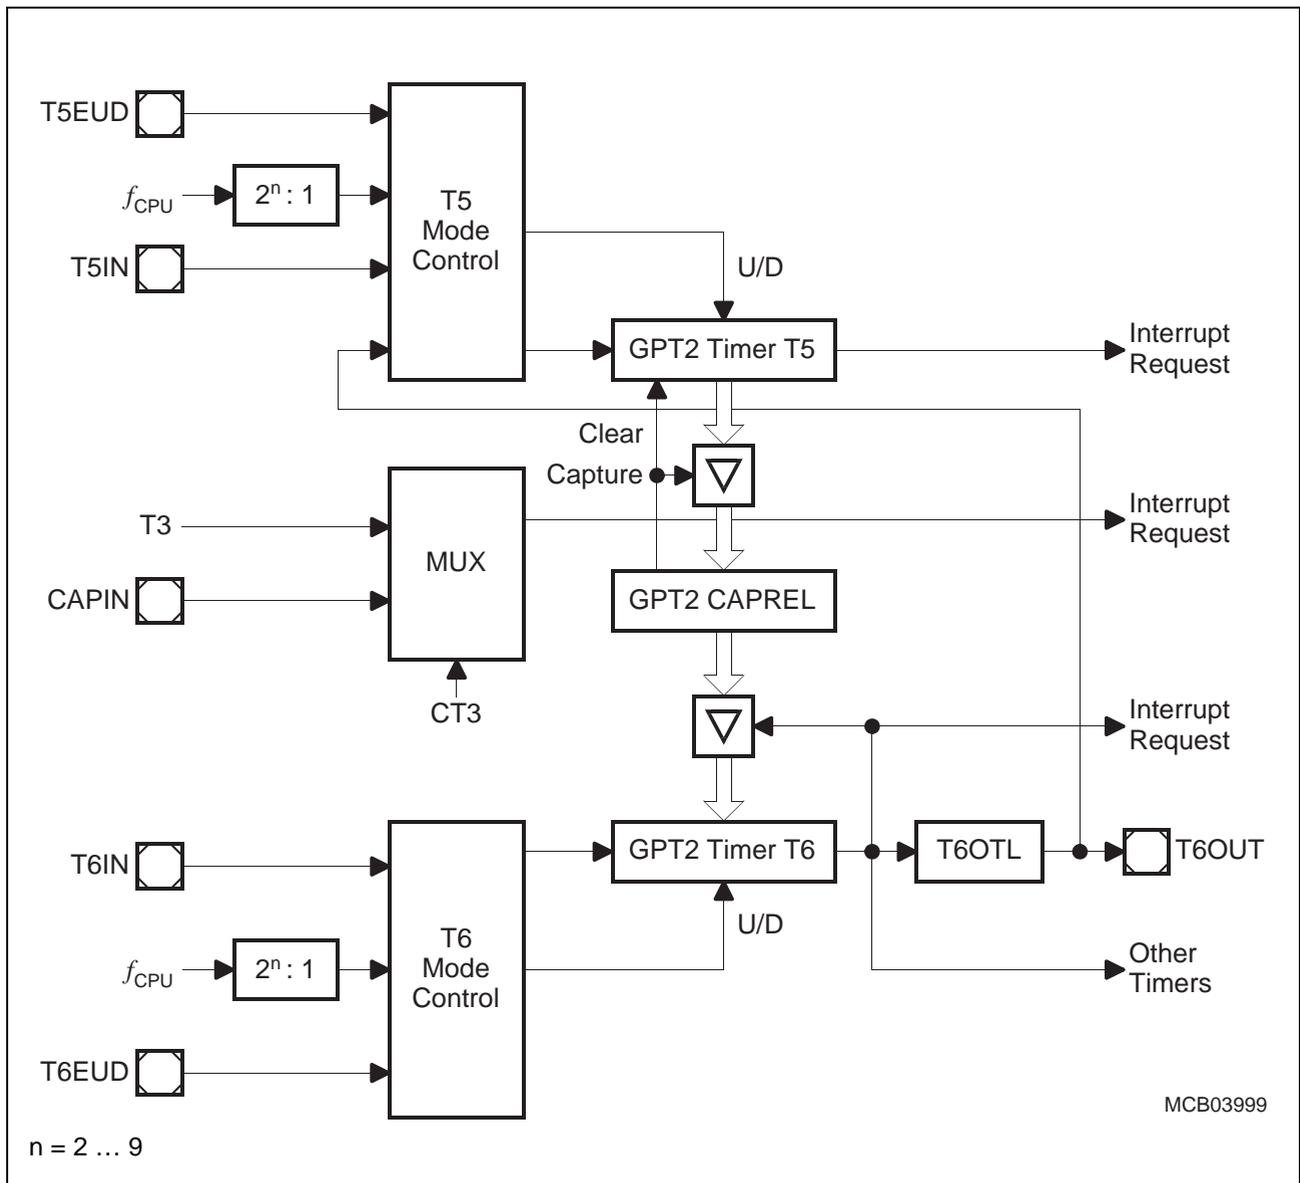 T5EUD
fCPU
2ⁿ : 1
T5IN
T5
Mode
Control
U/D
GPT2 Timer T5
Interrupt
Request
Clear
Capture
T3
CAPIN
MUX
CT3
Interrupt
Request
GPT2 CAPREL
Interrupt
Request
T6IN
fCPU
2ⁿ : 1
T6EUD
T6
Mode
Control
GPT2 Timer T6
U/D
T6OTL
T6OUT
Other
Timers
MCB03999
n = 2 … 9